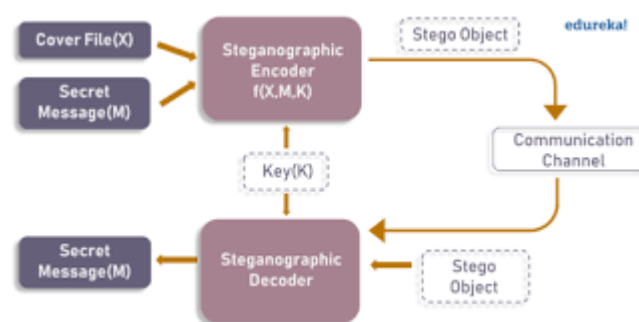 edureka!
Cover File(X)
Steganographic
Encoder
f(X,M,K)
Stego Object
Secret
Message(M)
Communication
Channel
Key(K)
Secret
Message(M)
Steganographic
Decoder
Stego
Object